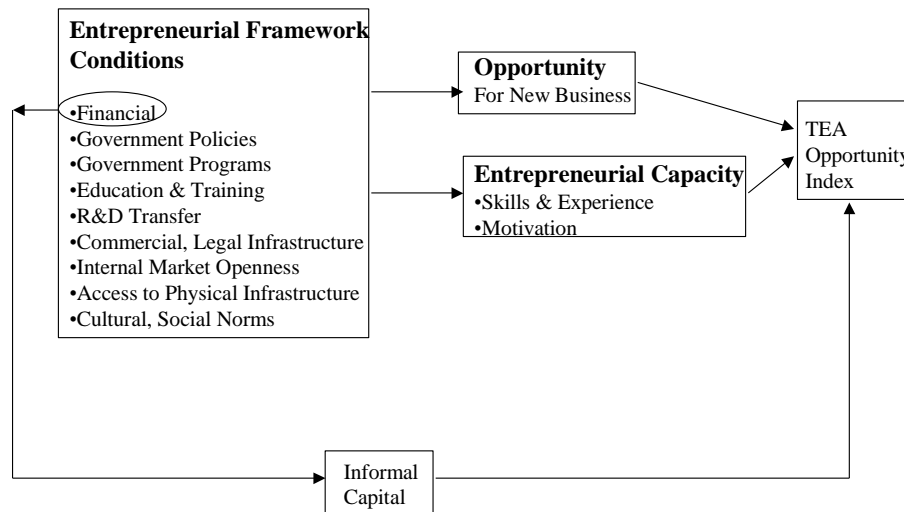 Entrepreneurial Framework
Conditions
•Financial
•Government Policies
•Government Programs
•Education & Training
•R&D Transfer
•Commercial, Legal Infrastructure
•Internal Market Openness
•Access to Physical Infrastructure
•Cultural, Social Norms
Opportunity
For New Business
Entrepreneurial Capacity
•Skills & Experience
•Motivation
TEA
Opportunity
Index
Informal
Capital